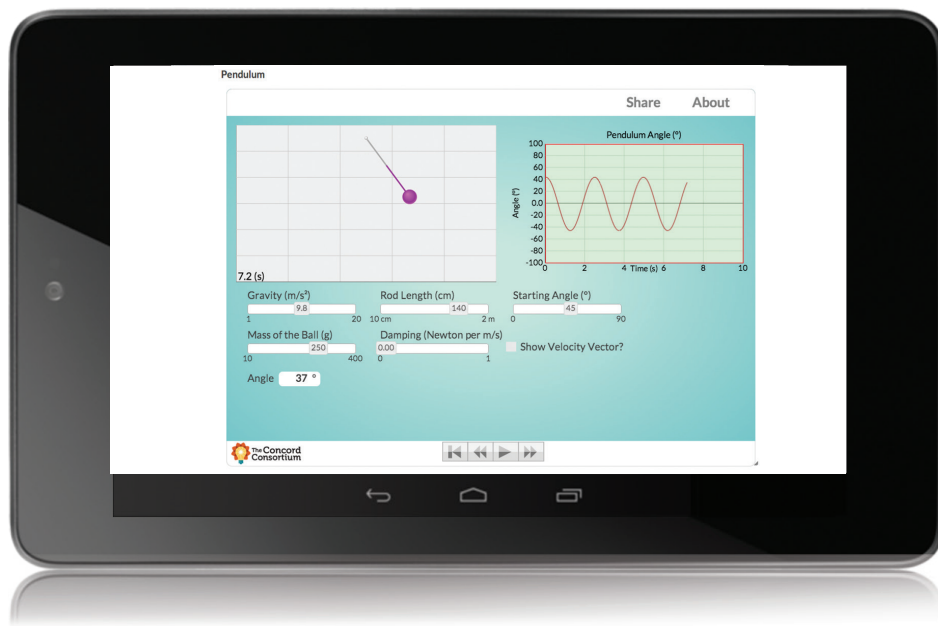 Pendulum
Share About
Pendulum Angle (°)
100
80
60
40
20
0.0
-20
-40
-60
-80
-100
Angle (°)
0 2 4 Time (s) 6 8 10
7.2 (s)
Gravity (m/s²) Rod Length (cm) Starting Angle (°)
9.8 140 45
1 20 10 cm 2 m 0 90
Mass of the Ball (g) Damping (Newton per m/s)
250 0.00 Show Velocity Vector?
10 400 0 1
Angle 37 °
The Concord
Consortium